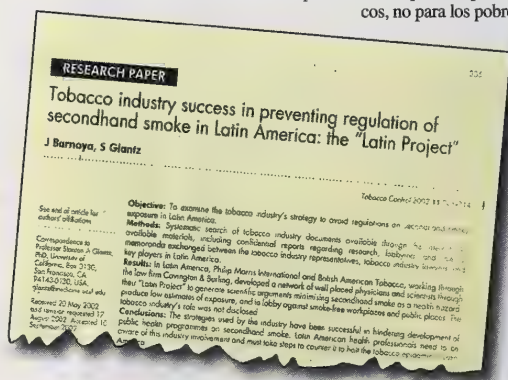 cos, no para los pobre
RESEARCH PAPER
Tobacco industry success in preventing regulation of
secondhand smoke in Latin America: the "Latin Project"
J Barnoya, S Glantz
Tobacco Control 2002
See end of article for
authors' affiliations
Correspondence to
Professor Stanton A Glantz,
PhD, University of
California, Box 0130,
San Francisco, CA
94143-0130, USA,
Received 20 May 2002
and revision requested 17
August 2002. Accepted 10
September 2002
Objective: To examine the tobacco industry's strategy to avoid regulations on secondhand smoke
exposure in Latin America.
Methods: Systematic search of tobacco industry documents available through the
available materials, including confidential reports regarding research, lobbying, and
memoranda exchanged between the tobacco industry representatives, tobacco industry lawyers, and
key players in Latin America.
Results: In Latin America, Philip Morris International and British American Tobacco, working through
the law firm Covington & Burling, developed a network of well placed physicians and scientists through
their "Latin Project" to generate scientific arguments minimising secondhand smoke as a health hazard
produce low estimates of exposure, and to lobby against smoke-free workplaces and public places. The
tobacco industry's role was not disclosed
Conclusions: The strategies used by the industry have been successful in hindering development of
public health programmes on secondhand smoke. Latin American health professionals need to be
aware of this industry involvement and must take steps to counter it to halt the tobacco epidemic
America